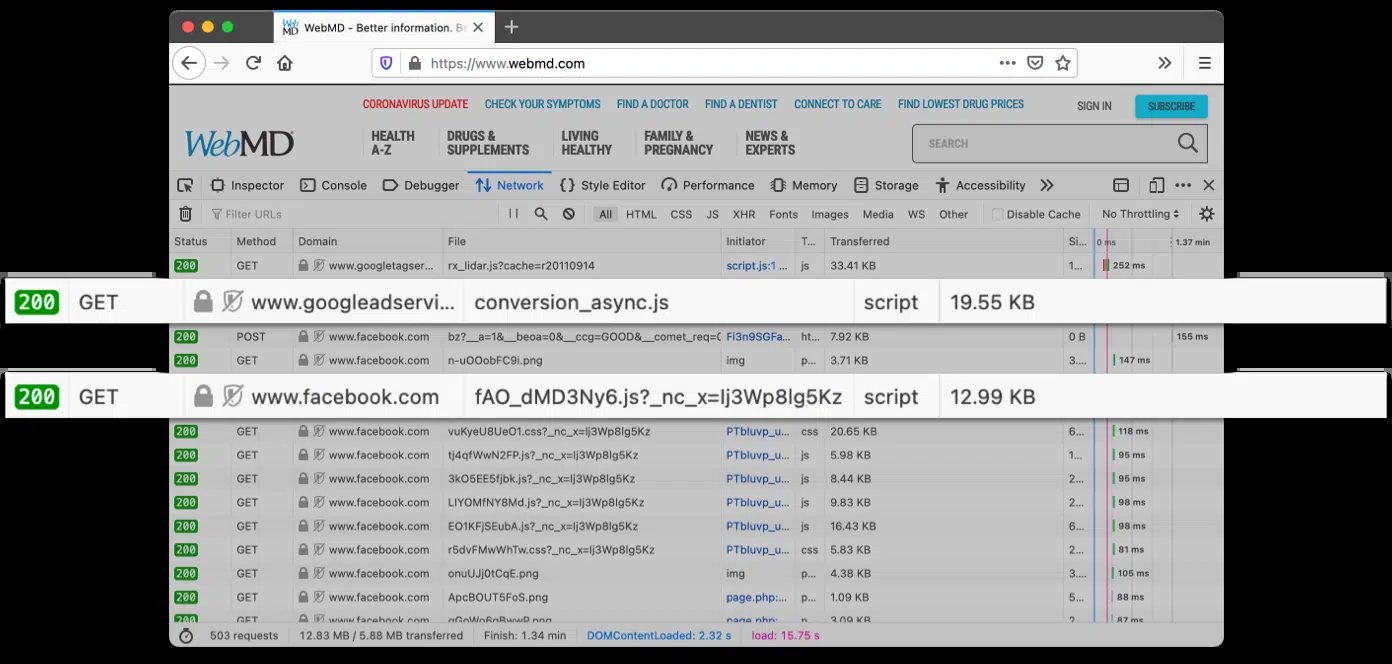 Web MD WebMD - Better information. Be
https://www.webmd.com
CORONAVIRUS UPDATE CHECK YOUR SYMPTOMS FIND A DOCTOR FIND A DENTIST CONNECT TO CARE FIND LOWEST DRUG PRICES SIGN IN SUBSCRIBE
WebMD
HEALTH A-Z
DRUGS & SUPPLEMENTS
LIVING HEALTHY
FAMILY & PREGNANCY
NEWS & EXPERTS
SEARCH
Inspector Console Debugger Network Style Editor Performance Memory Storage Accessibility
Filter URLs All HTML CSS JS XHR Fonts Images Media WS Other Disable Cache No Throttling
Status Method Domain File Initiator T... Transferred Si... 0 ms 1.37 min
200 GET www.googletagser... rx_lidar.js?cache=r20110914 script.js:1 ... js 33.41 KB 1... 252 ms
200 GET www.googleadservi... conversion_async.js script 19.55 KB
200 POST www.facebook.com bz?__a=1&__beoa=0&__ccg=GOOD&__comet_req=0 Fi3n9SGFa... ht... 7.92 KB 0 B 155 ms
200 GET www.facebook.com n-uOOobFC9i.png img p... 3.71 KB 3.... 147 ms
200 GET www.facebook.com fAO_dMD3Ny6.js?_nc_x=Ij3Wp8lg5Kz script 12.99 KB
200 GET www.facebook.com vuKyeU8UeO1.css?_nc_x=Ij3Wp8lg5Kz PTbluvp_u... css 20.65 KB 6... 118 ms
200 GET www.facebook.com tj4qfWwN2FP.js?_nc_x=Ij3Wp8lg5Kz PTbluvp_u... js 5.98 KB 1... 95 ms
200 GET www.facebook.com 3kO5EE5fjbk.js?_nc_x=Ij3Wp8lg5Kz PTbluvp_u... js 8.44 KB 2... 95 ms
200 GET www.facebook.com LIYOMfNY8Md.js?_nc_x=Ij3Wp8lg5Kz PTbluvp_u... js 9.83 KB 2... 98 ms
200 GET www.facebook.com EO1KFjSEubA.js?_nc_x=Ij3Wp8lg5Kz PTbluvp_u... js 16.43 KB 6... 98 ms
200 GET www.facebook.com r5dvFMwWhTw.css?_nc_x=Ij3Wp8lg5Kz PTbluvp_u... css 5.83 KB 2... 81 ms
200 GET www.facebook.com onuUJj0tCqE.png img p... 4.38 KB 3.... 105 ms
200 GET www.facebook.com ApcBOUT5FoS.png page.php:... p... 1.09 KB 5... 88 ms
200 GET www.facebook.com page.php:... p... 3.09 KB 2... 87 ms
503 requests 12.83 MB / 5.88 MB transferred Finish: 1.34 min DOMContentLoaded: 2.32 s load: 15.75 s